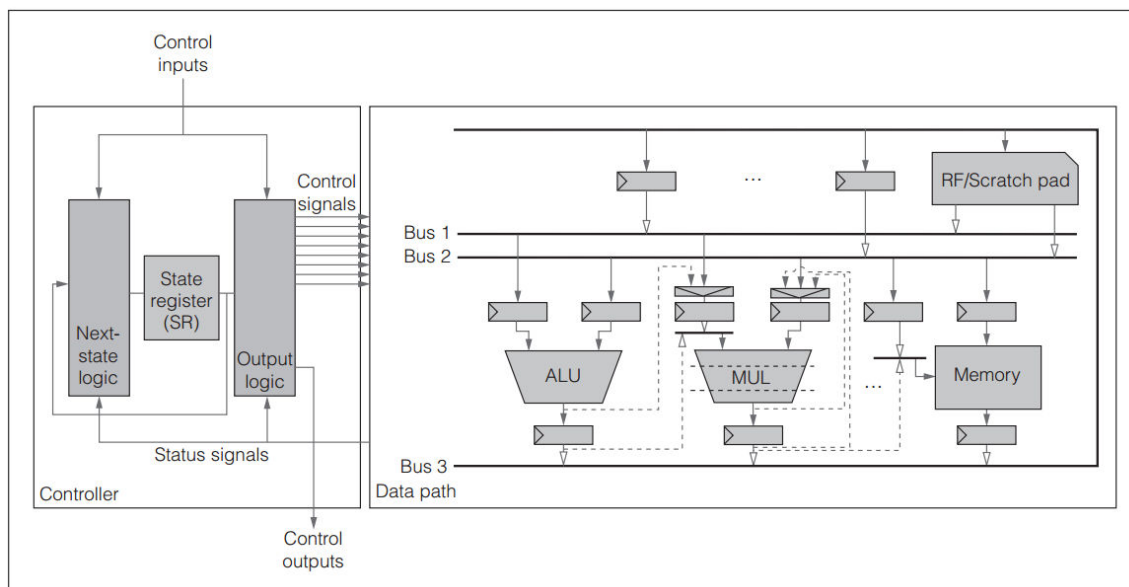 Control
inputs
Control
signals
...
RF/Scratch pad
Bus 1
Bus 2
State
register
(SR)
Next-
state
logic
Output
logic
ALU
MUL
...
Memory
Status signals
Bus 3
Controller
Data path
Control
outputs